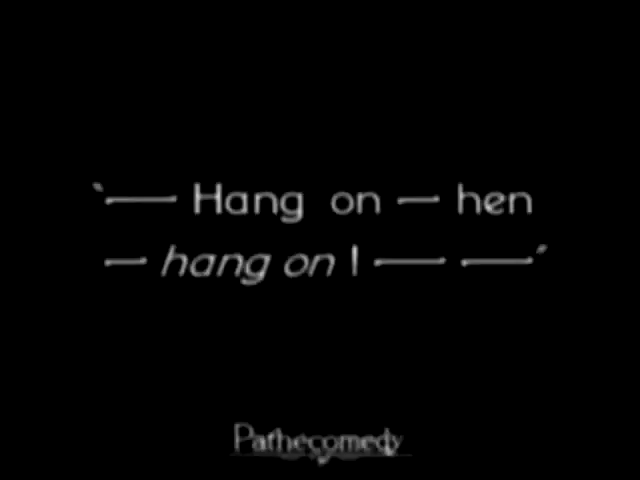 ‘— Hang on — hen
— hang on ! — —’
Pathecomedy